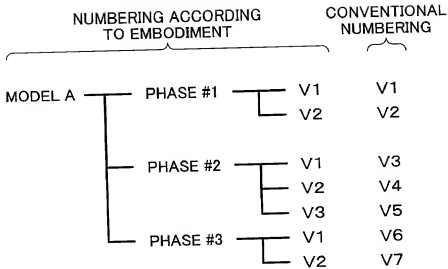 NUMBERING ACCORDING TO EMBODIMENT
CONVENTIONAL NUMBERING
MODEL A PHASE #1 V1 V1
V2 V2
PHASE #2 V1 V3
V2 V4
V3 V5
PHASE #3 V1 V6
V2 V7